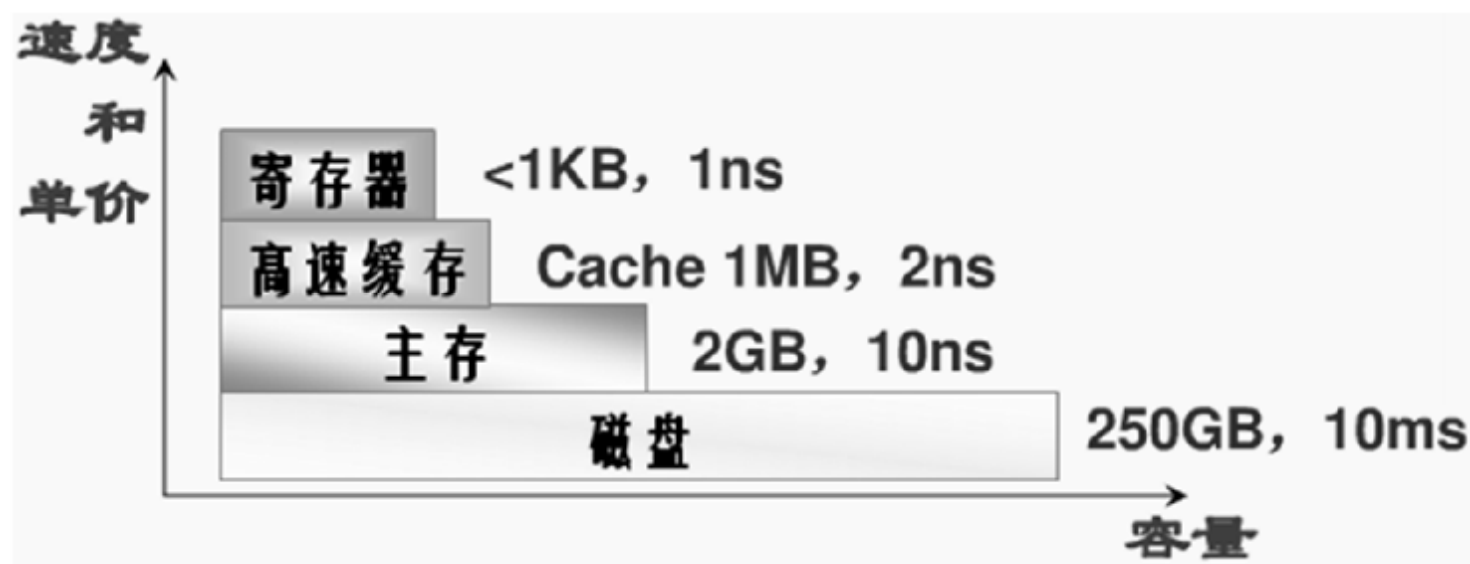 速度
和
单价
寄存器
<1KB，1ns
高速缓存
Cache 1MB，2ns
主存
2GB，10ns
磁盘
250GB，10ms
容量